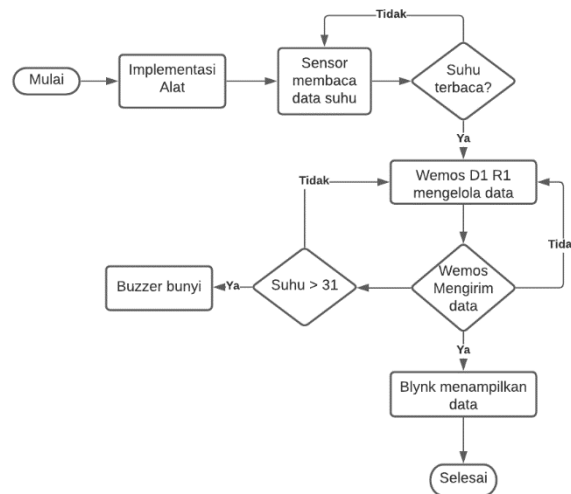 Tidak
Mulai
Implementasi
Alat
Sensor
membaca
data suhu
Suhu
terbaca?
Ya
Wemos D1 R1
mengelola data
Tidak
Tida
Wemos
Mengirim
data
Suhu > 31
Ya
Buzzer bunyi
Ya
Blynk menampilkan
data
Selesai